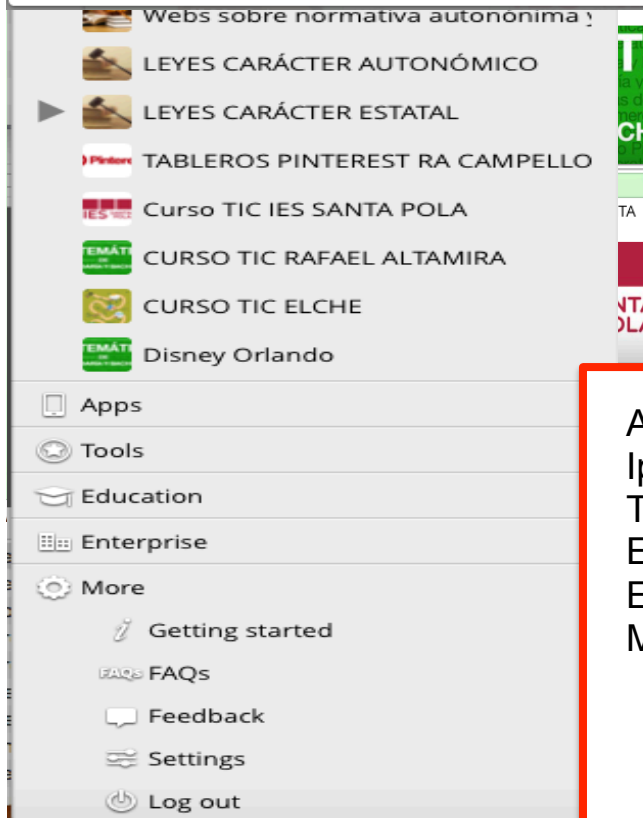 Webs sobre normativa autonónima y
LEYES CARÁCTER AUTONÓMICO
LEYES CARÁCTER ESTATAL
TABLEROS PINTEREST RA CAMPELLO
Curso TIC IES SANTA POLA
CURSO TIC RAFAEL ALTAMIRA
CURSO TIC ELCHE
Disney Orlando
Apps
Tools
Education
Enterprise
More
Getting started
FAQs FAQs
Feedback
Settings
Log out